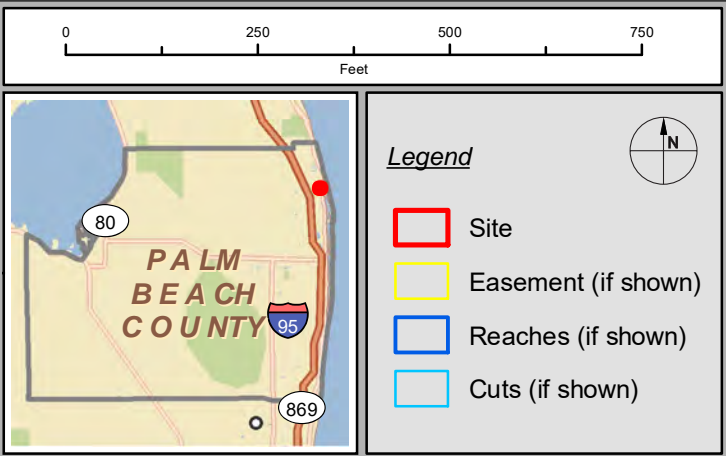 0 250 500 750
Feet
80
PALM
BEACH
COUNTY
95
869
Legend
N
Site
Easement (if shown)
Reaches (if shown)
Cuts (if shown)